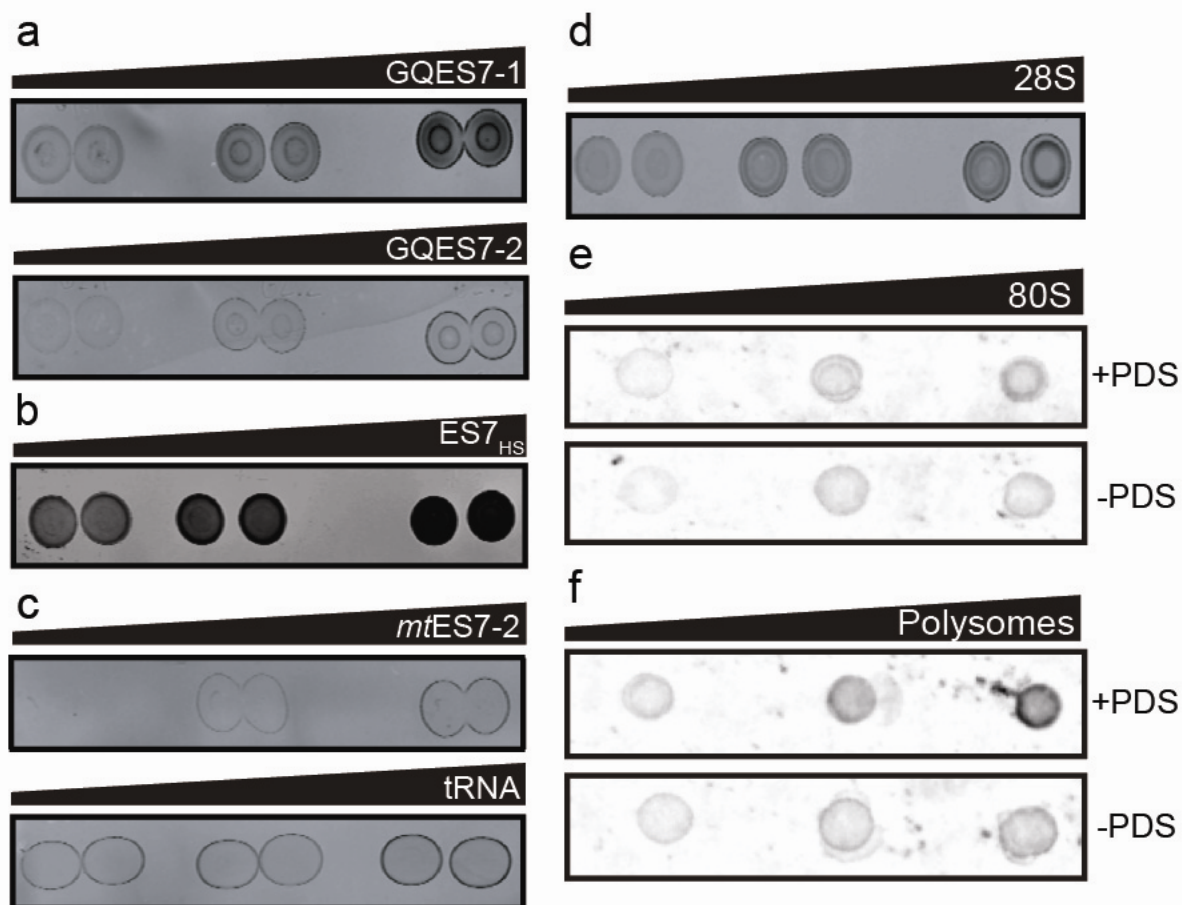 a
GQES7-1
GQES7-2
b
ES7HS
c
mtES7-2
tRNA
d
28S
e
80S
+PDS
-PDS
f
Polysomes
+PDS
-PDS